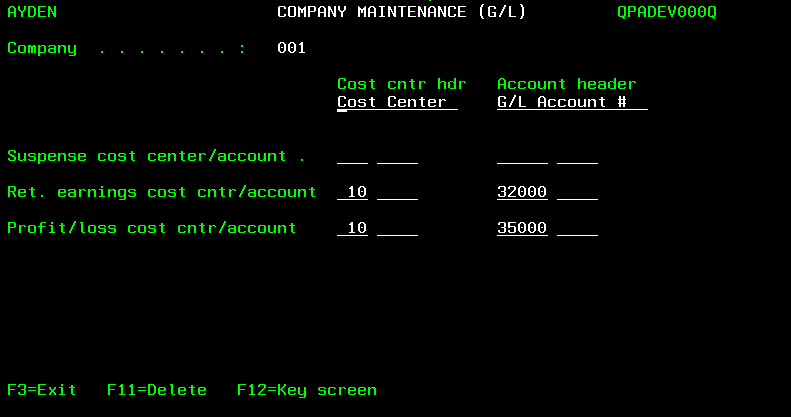 AYDEN COMPANY MAINTENANCE (G/L) QPADEV000Q
Company . . . . . . . : 001
Cost cntr hdr Account header
Cost Center G/L Account #
Suspense cost center/account .
Ret. earnings cost cntr/account 10 32000
Profit/loss cost cntr/account 10 35000
F3=Exit F11=Delete F12=Key screen